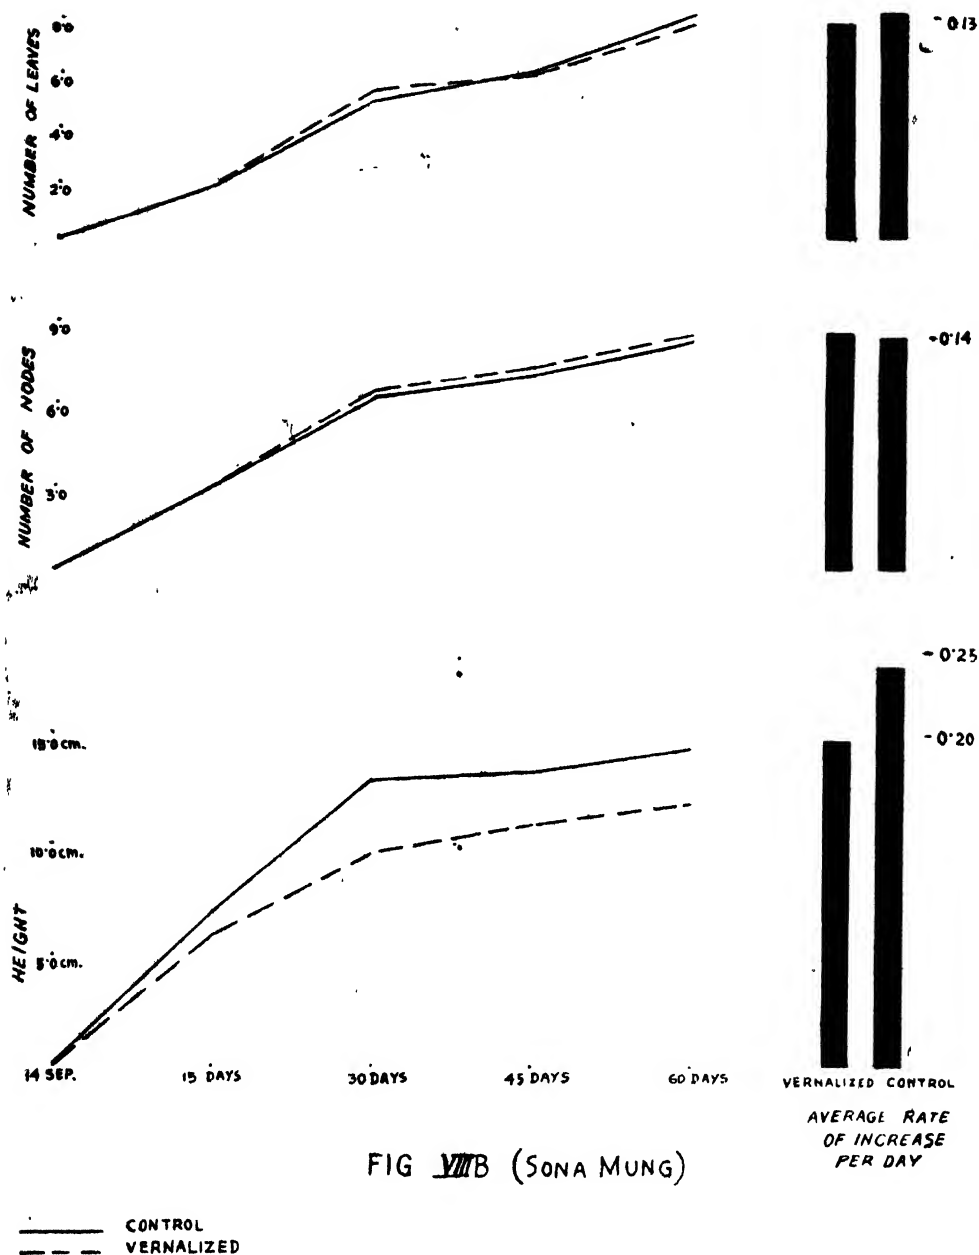 NUMBER OF LEAVES
8·0
6·0
4·0
2·0
- 0·13
NUMBER OF NODES
9·0
6·0
3·0
- 0·14
HEIGHT
15·0 cm.
10·0 cm.
5·0 cm.
- 0·25
- 0·20
14 SEP.
15 DAYS
30 DAYS
45 DAYS
60 DAYS
VERNALIZED CONTROL
AVERAGE RATE
OF INCREASE
PER DAY
FIG VIIIB (SONA MUNG)
CONTROL
VERNALIZED